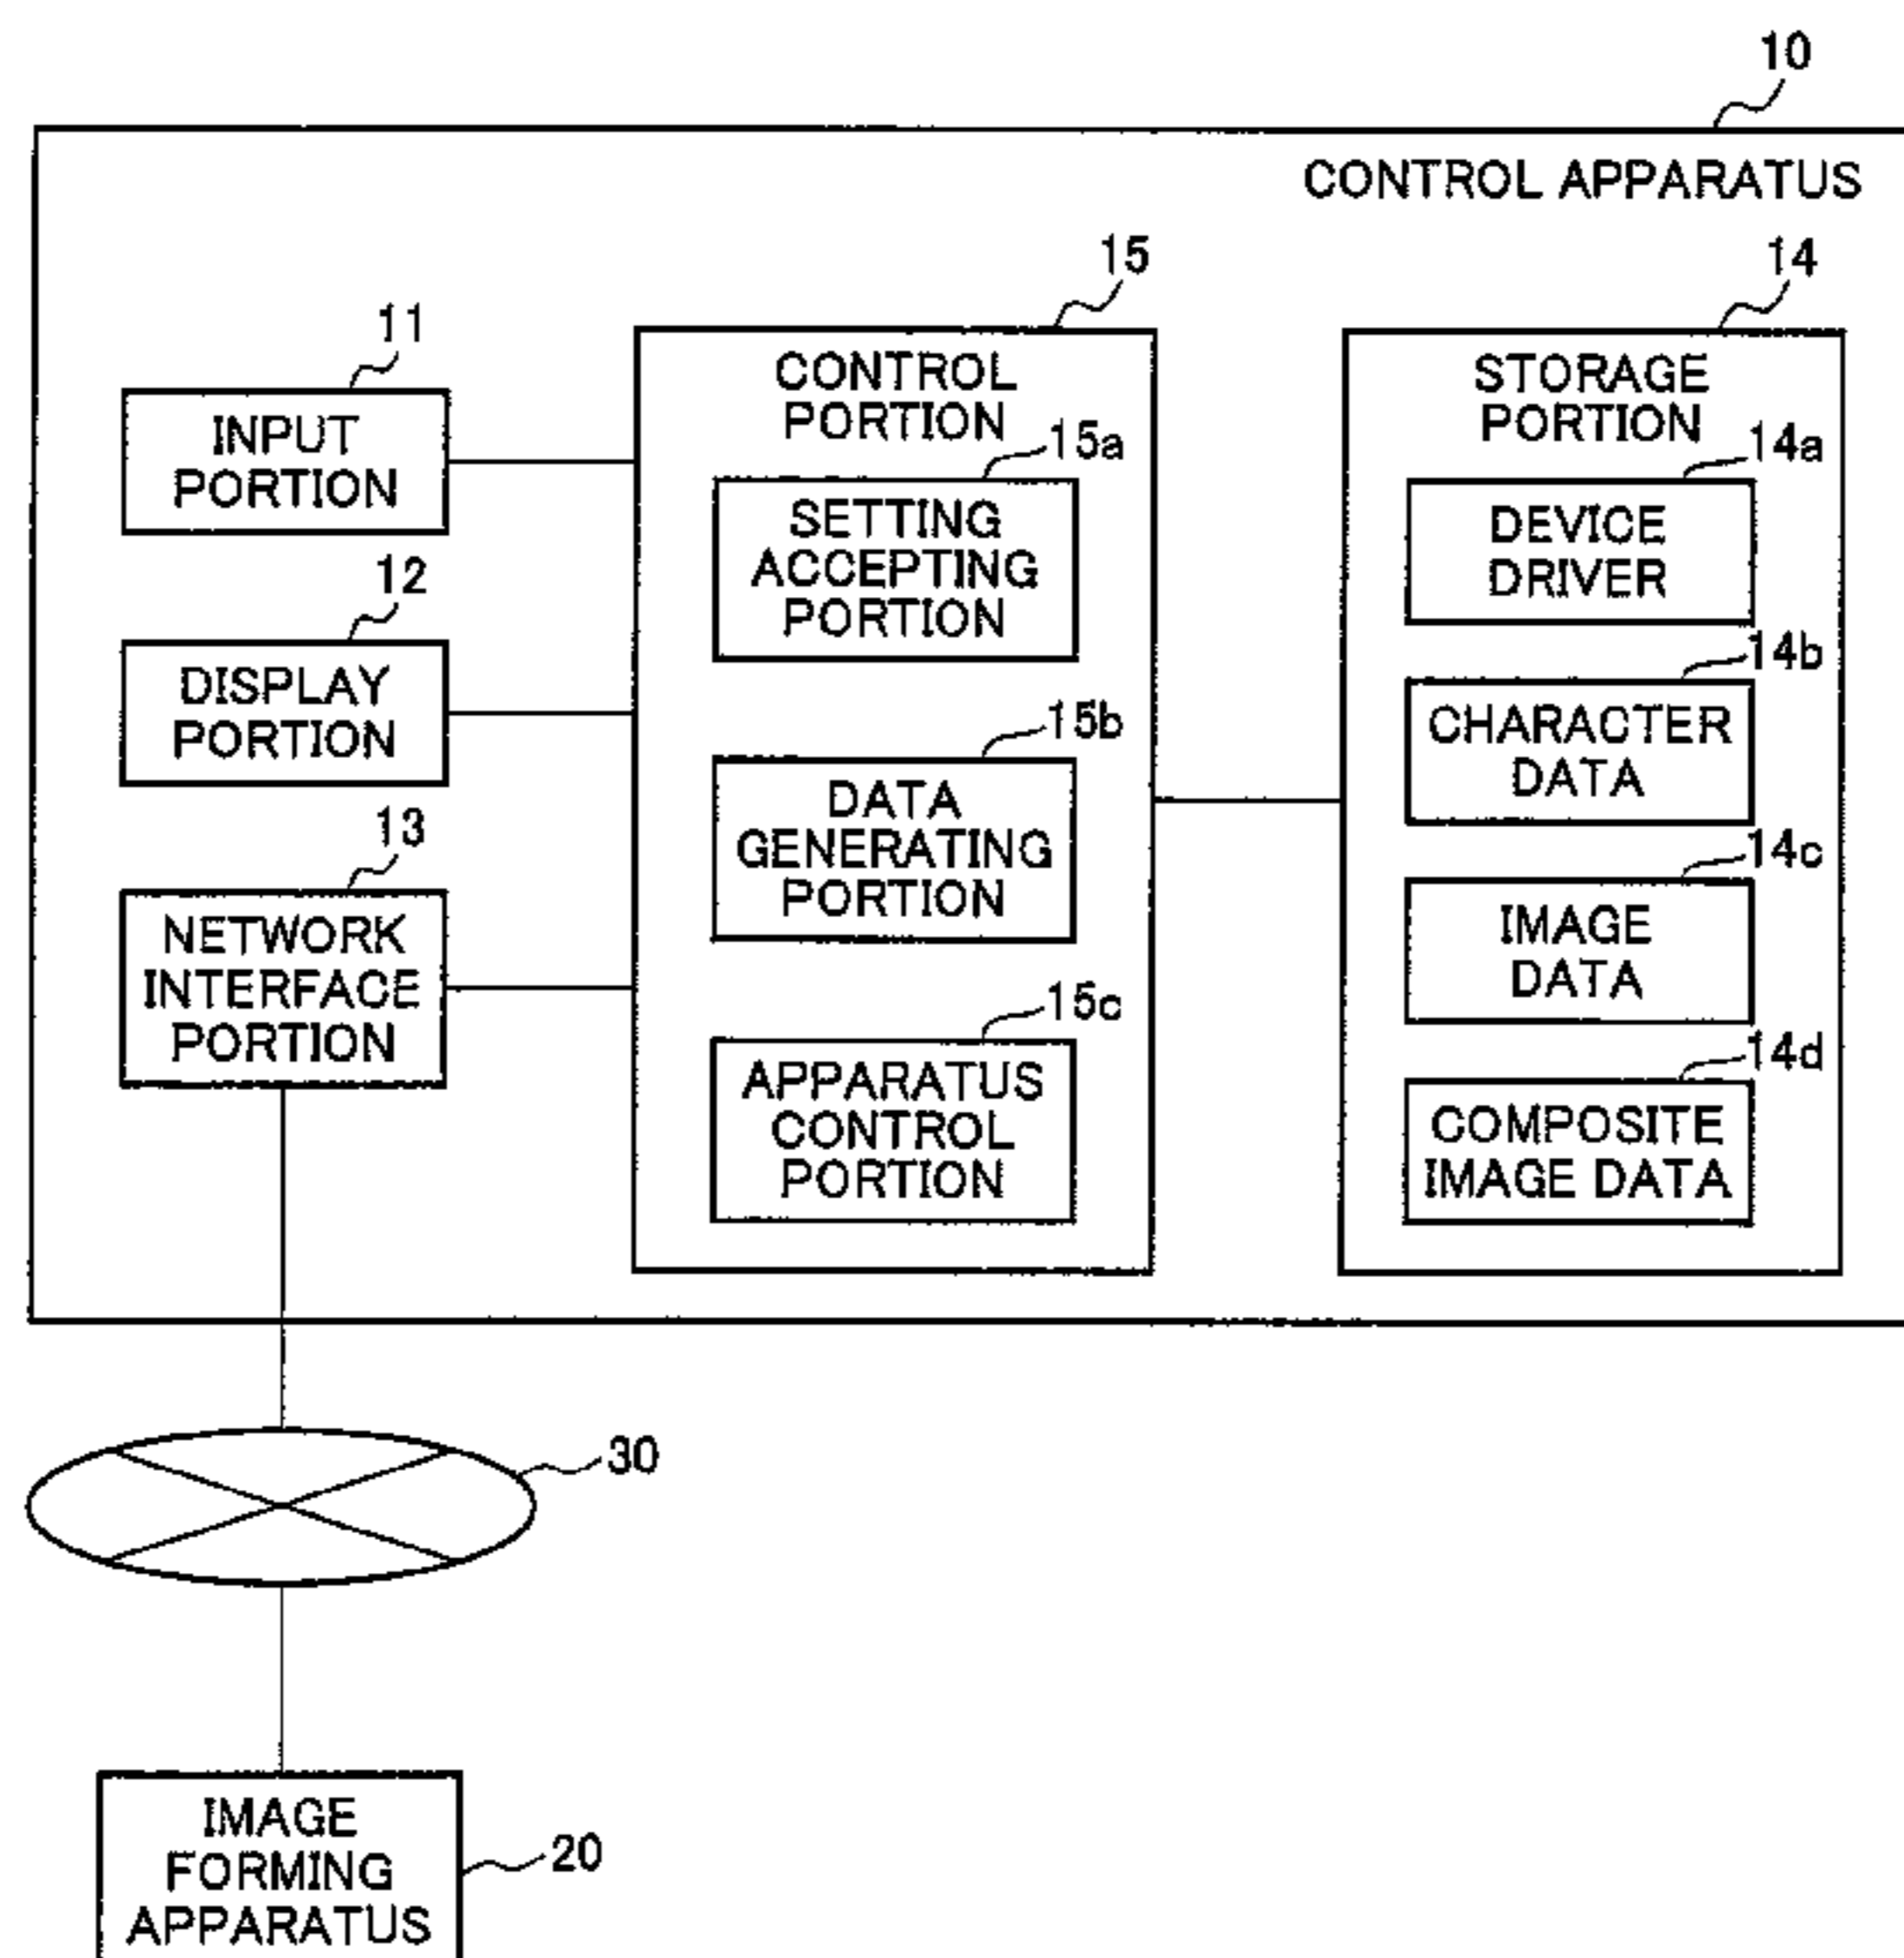 10
CONTROL APPARATUS
11
INPUT
PORTION
12
DISPLAY
PORTION
13
NETWORK
INTERFACE
PORTION
15
CONTROL
PORTION
15a
SETTING
ACCEPTING
PORTION
15b
DATA
GENERATING
PORTION
15c
APPARATUS
CONTROL
PORTION
14
STORAGE
PORTION
14a
DEVICE
DRIVER
14b
CHARACTER
DATA
14c
IMAGE
DATA
14d
COMPOSITE
IMAGE DATA
30
IMAGE
FORMING
APPARATUS
20